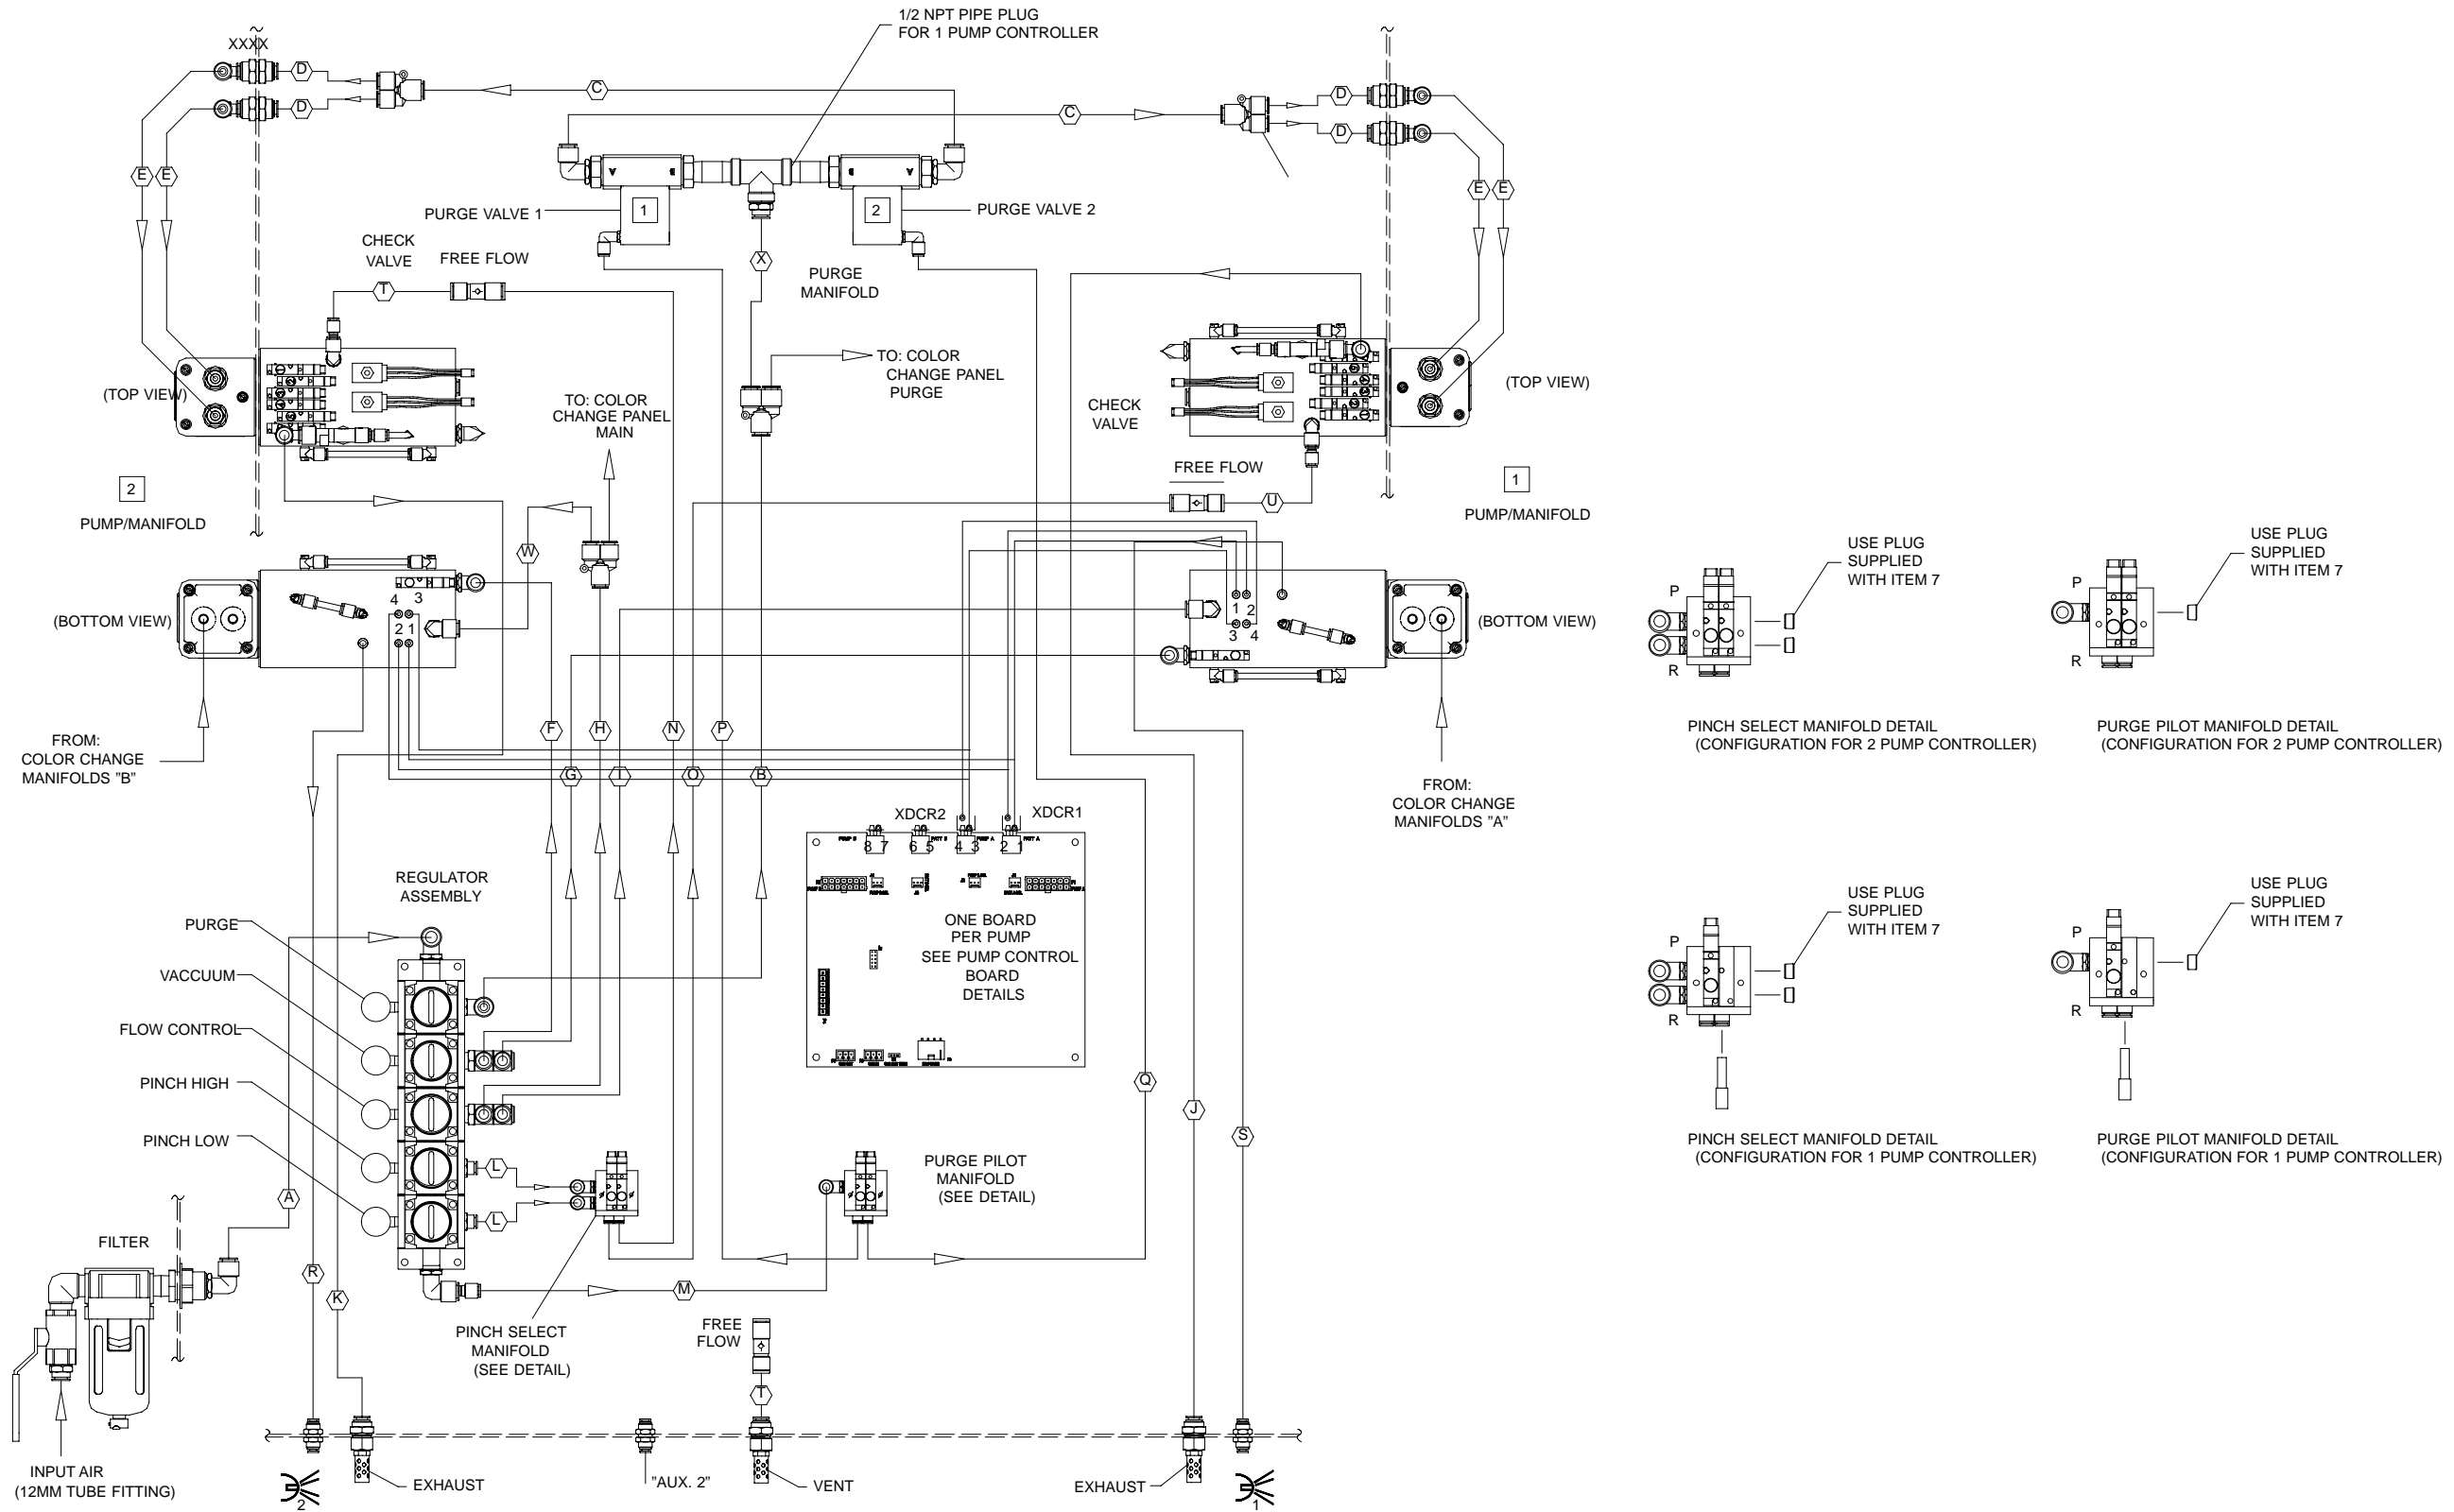 1/2 NPT PIPE PLUG
FOR 1 PUMP CONTROLLER
XXXX
D
D
C
C
D
D
E
E
E
E
A
B
B
A
PURGE VALVE 1
1
2
PURGE VALVE 2
CHECK
VALVE
FREE FLOW
T
X
PURGE
MANIFOLD
(TOP VIEW)
TO: COLOR
CHANGE PANEL
PURGE
TO: COLOR
CHANGE PANEL
MAIN
CHECK
VALVE
(TOP VIEW)
FREE FLOW
U
2
PUMP/MANIFOLD
1
PUMP/MANIFOLD
W
(BOTTOM VIEW)
4 3
2 1
1 2
3 4
(BOTTOM VIEW)
FROM:
COLOR CHANGE
MANIFOLDS "B"
F
H
N
P
G
I
O
B
FROM:
COLOR CHANGE
MANIFOLDS "A"
USE PLUG
SUPPLIED
WITH ITEM 7
P
R
PINCH SELECT MANIFOLD DETAIL
(CONFIGURATION FOR 2 PUMP CONTROLLER)
USE PLUG
SUPPLIED
WITH ITEM 7
P
R
PURGE PILOT MANIFOLD DETAIL
(CONFIGURATION FOR 2 PUMP CONTROLLER)
XDCR2
XDCR1
PUMP B
PATT B
PUMP A
PATT A
8 7
6 5
4 3
2 1
ONE BOARD
PER PUMP
SEE PUMP CONTROL
BOARD
DETAILS
REGULATOR
ASSEMBLY
PURGE
VACCUUM
FLOW CONTROL
PINCH HIGH
PINCH LOW
L
L
A
FILTER
R
K
M
Q
J
S
PURGE PILOT
MANIFOLD
(SEE DETAIL)
PINCH SELECT
MANIFOLD
(SEE DETAIL)
FREE
FLOW
T
USE PLUG
SUPPLIED
WITH ITEM 7
P
R
PINCH SELECT MANIFOLD DETAIL
(CONFIGURATION FOR 1 PUMP CONTROLLER)
USE PLUG
SUPPLIED
WITH ITEM 7
P
R
PURGE PILOT MANIFOLD DETAIL
(CONFIGURATION FOR 1 PUMP CONTROLLER)
INPUT AIR
(12MM TUBE FITTING)
2
EXHAUST
"AUX. 2"
VENT
EXHAUST
1